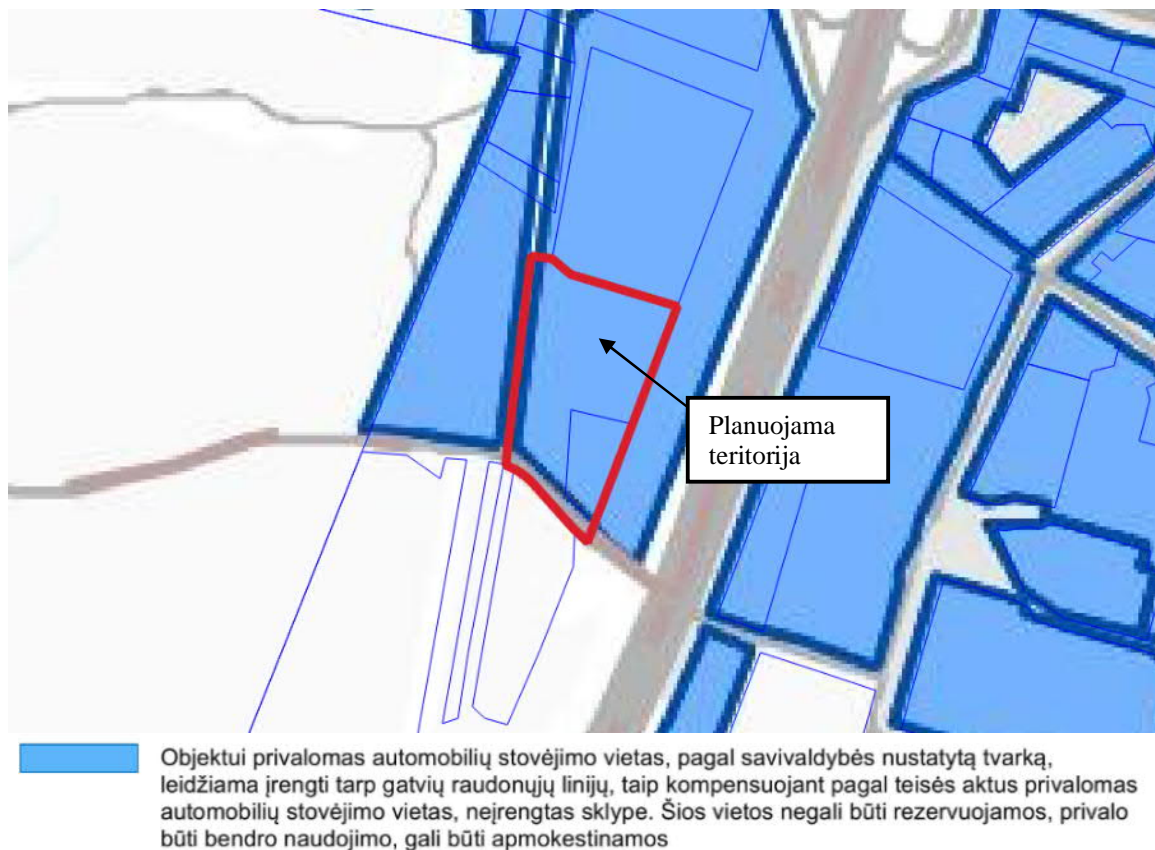 Planuojama
teritorija
Objektui privalomas automobilių stovėjimo vietas, pagal savivaldybės nustatytą tvarką,
leidžiama įrengti tarp gatvių raudonųjų linijų, taip kompensuojant pagal teisės aktus privalomas
automobilių stovėjimo vietas, neįrengtas sklype. Šios vietos negali būti rezervuojamos, privalo
būti bendro naudojimo, gali būti apmokestinamos